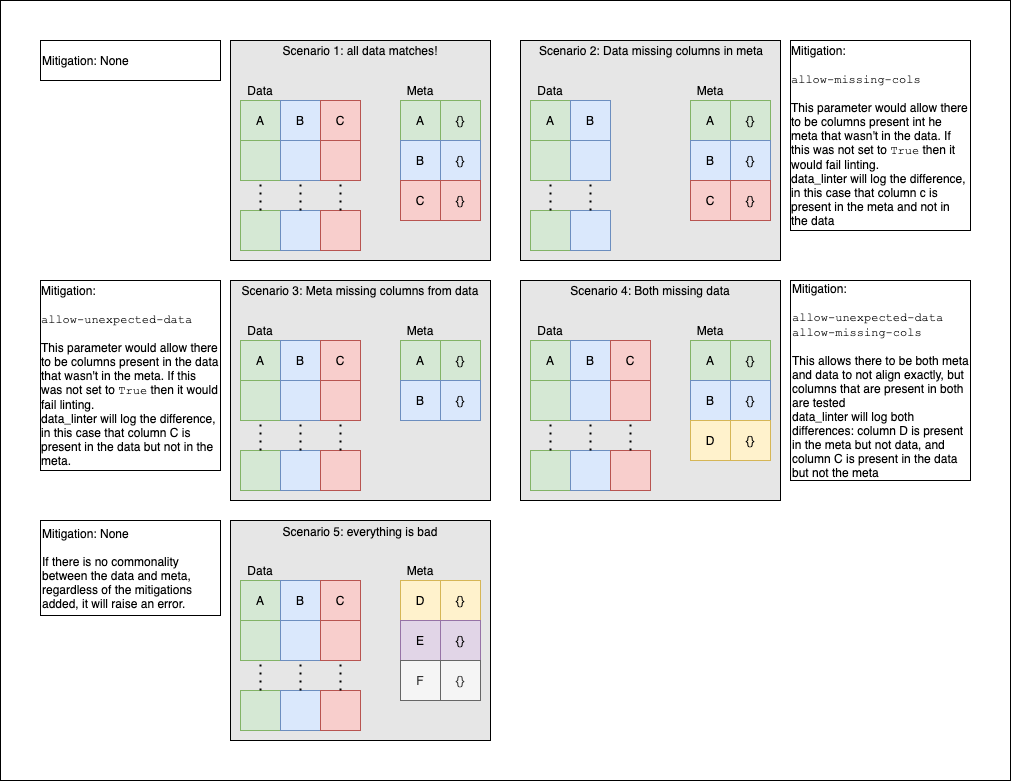 Mitigation: None
Scenario 1: all data matches!
Data
Meta
A B C
A {}
B {}
C {}
Scenario 2: Data missing columns in meta
Data
Meta
A B
A {}
B {}
C {}
Mitigation:
allow-missing-cols
This parameter would allow there
to be columns present int he
meta that wasn't in the data. If
this was not set to True then it
would fail linting.
data_linter will log the difference,
in this case that column c is
present in the meta and not in
the data
Mitigation:
allow-unexpected-data
This parameter would allow there
to be columns present in the data
that wasn't in the meta. If this
was not set to True then it would
fail linting.
data_linter will log the difference,
in this case that column C is
present in the data but not in the
meta.
Scenario 3: Meta missing columns from data
Data
Meta
A B C
A {}
B {}
Scenario 4: Both missing data
Data
Meta
A B C
A {}
B {}
D {}
Mitigation:
allow-unexpected-data
allow-missing-cols
This allows there to be both meta
and data to not align exactly, but
columns that are present in both
are tested
data_linter will log both
differences: column D is present
in the meta but not data, and
column C is present in the data
but not the meta
Mitigation: None
If there is no commonality
between the data and meta,
regardless of the mitigations
added, it will raise an error.
Scenario 5: everything is bad
Data
Meta
A B C
D {}
E {}
F {}